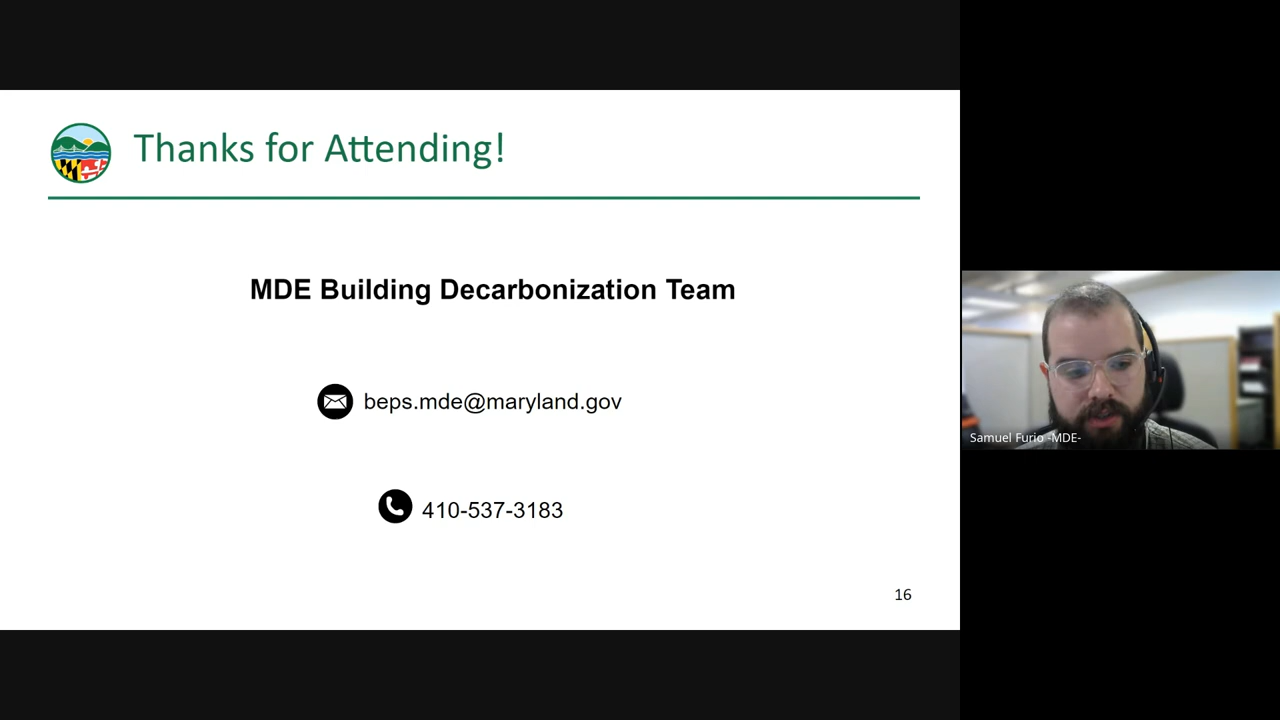 Thanks for Attending!
MDE Building Decarbonization Team
beps.mde@maryland.gov
410-537-3183
16
Samuel Furio -MDE-